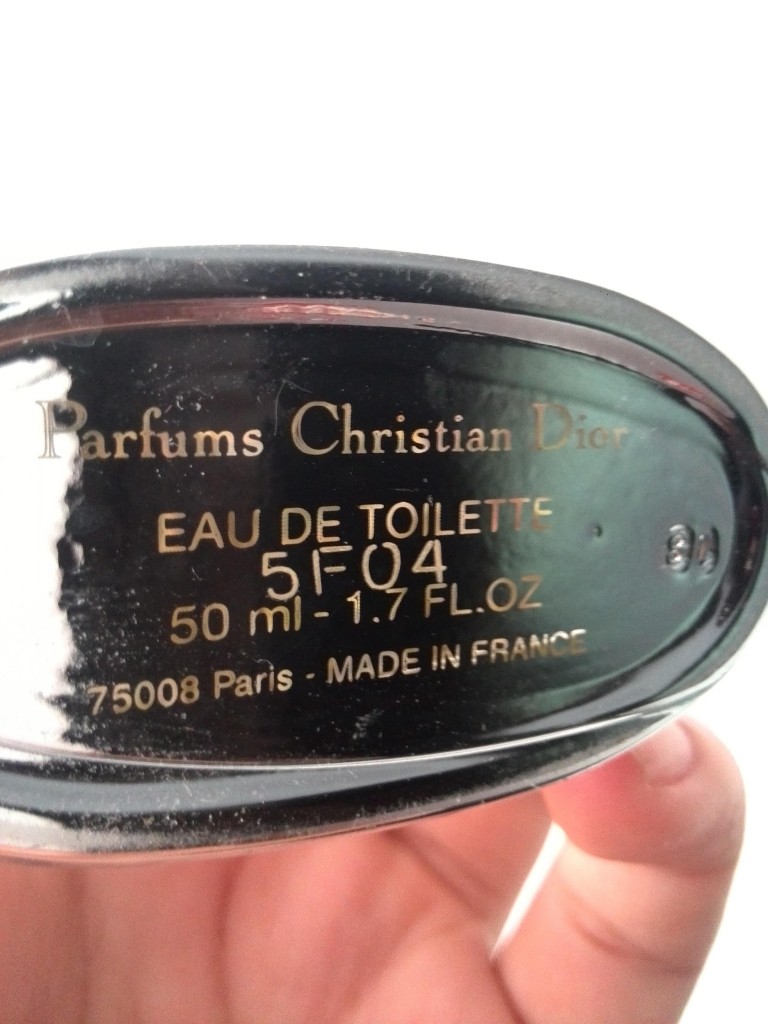 Parfums Christian Dior
EAU DE TOILETTE
5F04
50 ml - 1.7 FL.OZ
75008 Paris - MADE IN FRANCE